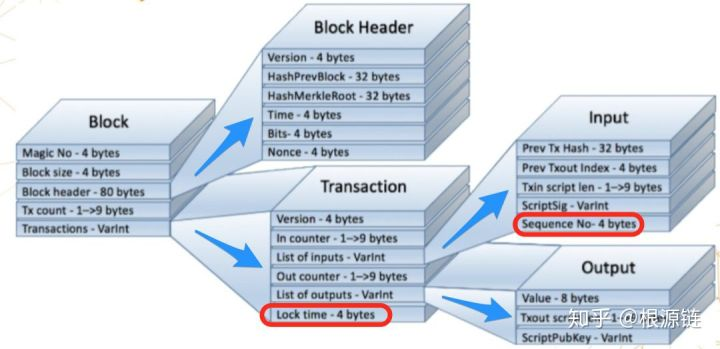 Block Header
Version - 4 bytes
HashPrevBlock - 32 bytes
HashMerkleRoot - 32 bytes
Time - 4 bytes
Bits- 4 bytes
Nonce - 4 bytes
Block
Magic No - 4 bytes
Block size - 4 bytes
Block header - 80 bytes
Tx count - 1->9 bytes
Transactions - VarInt
Transaction
Version - 4 bytes
In counter - 1->9 bytes
List of inputs - VarInt
Out counter - 1->9 bytes
List of outputs - VarInt
Lock time - 4 bytes
Input
Prev Tx Hash - 32 bytes
Prev Txout Index - 4 bytes
Txin script len - 1->9 bytes
ScriptSig - VarInt
Sequence No- 4 bytes
Output
Value - 8 bytes
Txout
ScriptPubKey - VarInt
知乎 @根源链